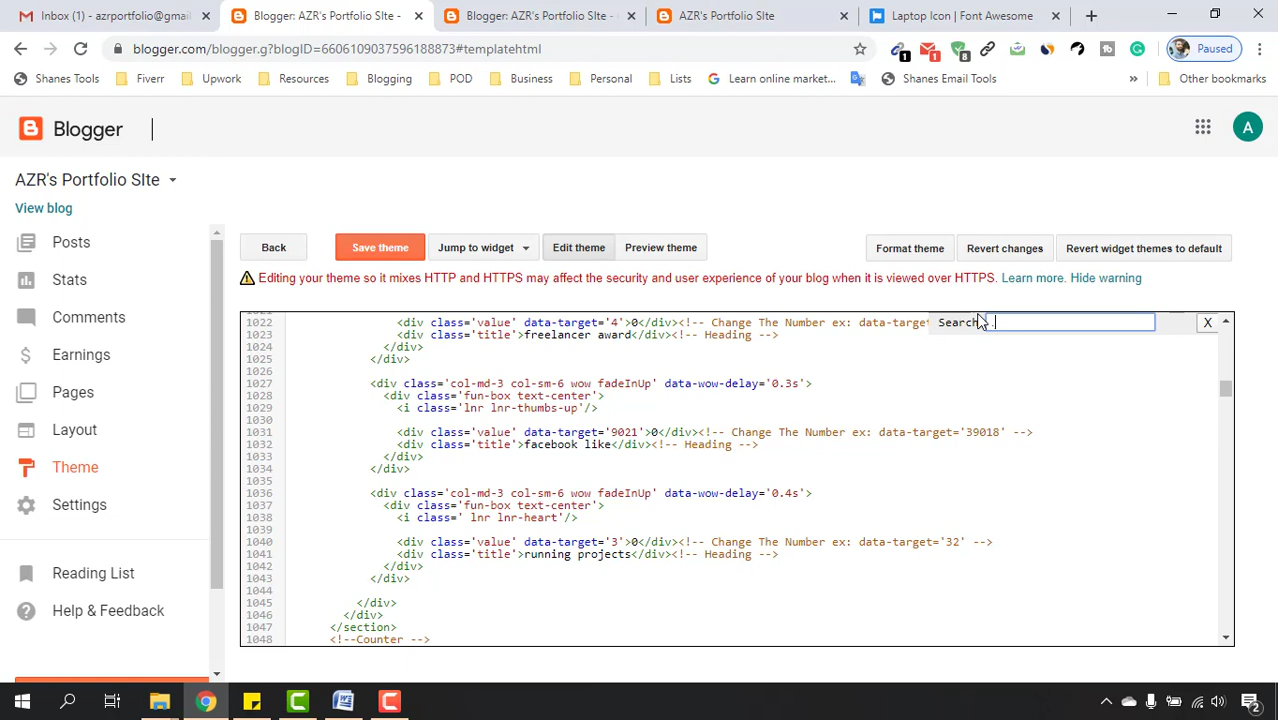 Inbox (1) - azrportfolio@gmai
Blogger: AZR's Portfolio SIte -
Blogger: AZR's Portfolio SIte -
AZR's Portfolio SIte
Laptop Icon | Font Awesome
blogger.com/blogger.g?blogID=6606109037596188873#templatehtml
1
1
8
Paused
Shanes Tools
Fiverr
Upwork
Resources
Blogging
POD
Business
Personal
Lists
Learn online market...
Shanes Email Tools
»
Other bookmarks
Blogger
A
AZR's Portfolio SIte
View blog
Posts
Stats
Comments
Earnings
Pages
Layout
Theme
Settings
Reading List
Help & Feedback
Back
Save theme
Jump to widget
Edit theme
Preview theme
Format theme
Revert changes
Revert widget themes to default
Editing your theme so it mixes HTTP and HTTPS may affect the security and user experience of your blog when it is viewed over HTTPS. Learn more. Hide warning
Search
.
X
1022 <div class='value' data-target='4'>0</div><!-- Change The Number ex: data-target
1023 <div class='title'>freelancer award</div><!-- Heading -->
1024 </div>
1025 </div>
1026
1027 <div class='col-md-3 col-sm-6 wow fadeInUp' data-wow-delay='0.3s'>
1028 <div class='fun-box text-center'>
1029 <i class='lnr lnr-thumbs-up'/>
1030
1031 <div class='value' data-target='9021'>0</div><!-- Change The Number ex: data-target='39018' -->
1032 <div class='title'>facebook like</div><!-- Heading -->
1033 </div>
1034 </div>
1035
1036 <div class='col-md-3 col-sm-6 wow fadeInUp' data-wow-delay='0.4s'>
1037 <div class='fun-box text-center'>
1038 <i class=' lnr lnr-heart'/>
1039
1040 <div class='value' data-target='3'>0</div><!-- Change The Number ex: data-target='32' -->
1041 <div class='title'>running projects</div><!-- Heading -->
1042 </div>
1043 </div>
1044
1045 </div>
1046 </div>
1047 </section>
1048 <!--Counter -->
2